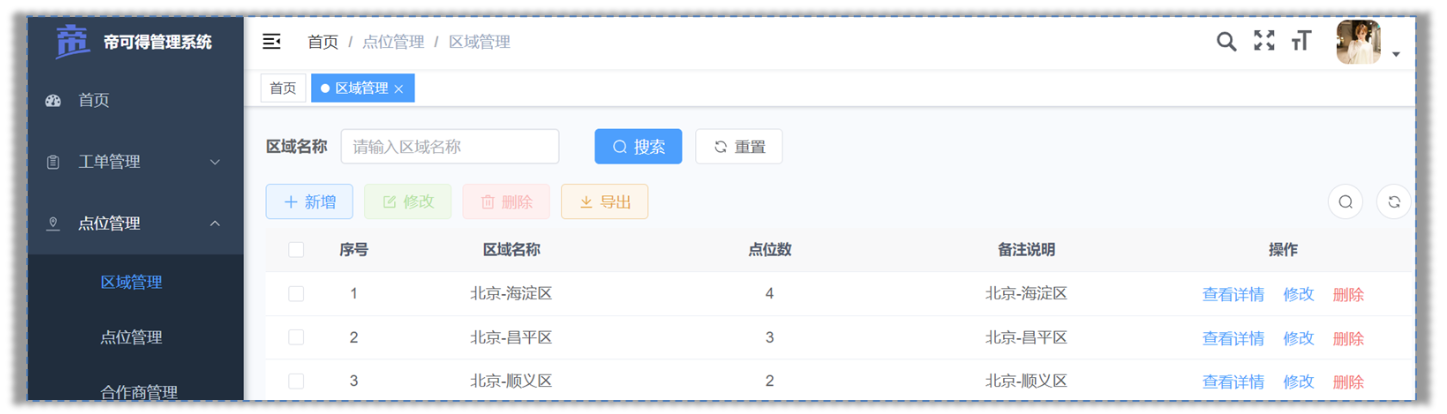 帝 帝可得管理系统
首页 / 点位管理 / 区域管理
首页 区域管理
首页
工单管理
点位管理
区域管理
点位管理
合作商管理
区域名称 请输入区域名称 搜索 重置
新增 修改 删除 导出
序号 区域名称 点位数 备注说明 操作
1 北京-海淀区 4 北京-海淀区 查看详情 修改 删除
2 北京-昌平区 3 北京-昌平区 查看详情 修改 删除
3 北京-顺义区 2 北京-顺义区 查看详情 修改 删除